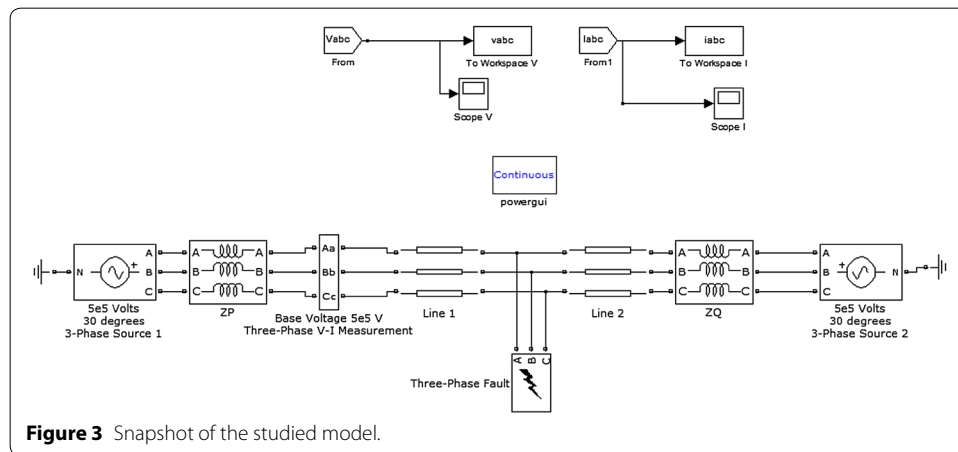 Vabc
From
vabc
To Workspace V
Scope V
Iabc
From1
iabc
To Workspace I
Scope I
Continuous
powergui
N
+
A
B
C
5e5 Volts
30 degrees
3-Phase Source 1
A A
B B
C C
ZP
Aa
Bb
Cc
Base Voltage 5e5 V
Three-Phase V-I Measurement
Line 1
Line 2
A B C
Three-Phase Fault
A A
B B
C C
ZQ
A
B
C
+
N
5e5 Volts
30 degrees
3-Phase Source 2
Figure 3 Snapshot of the studied model.